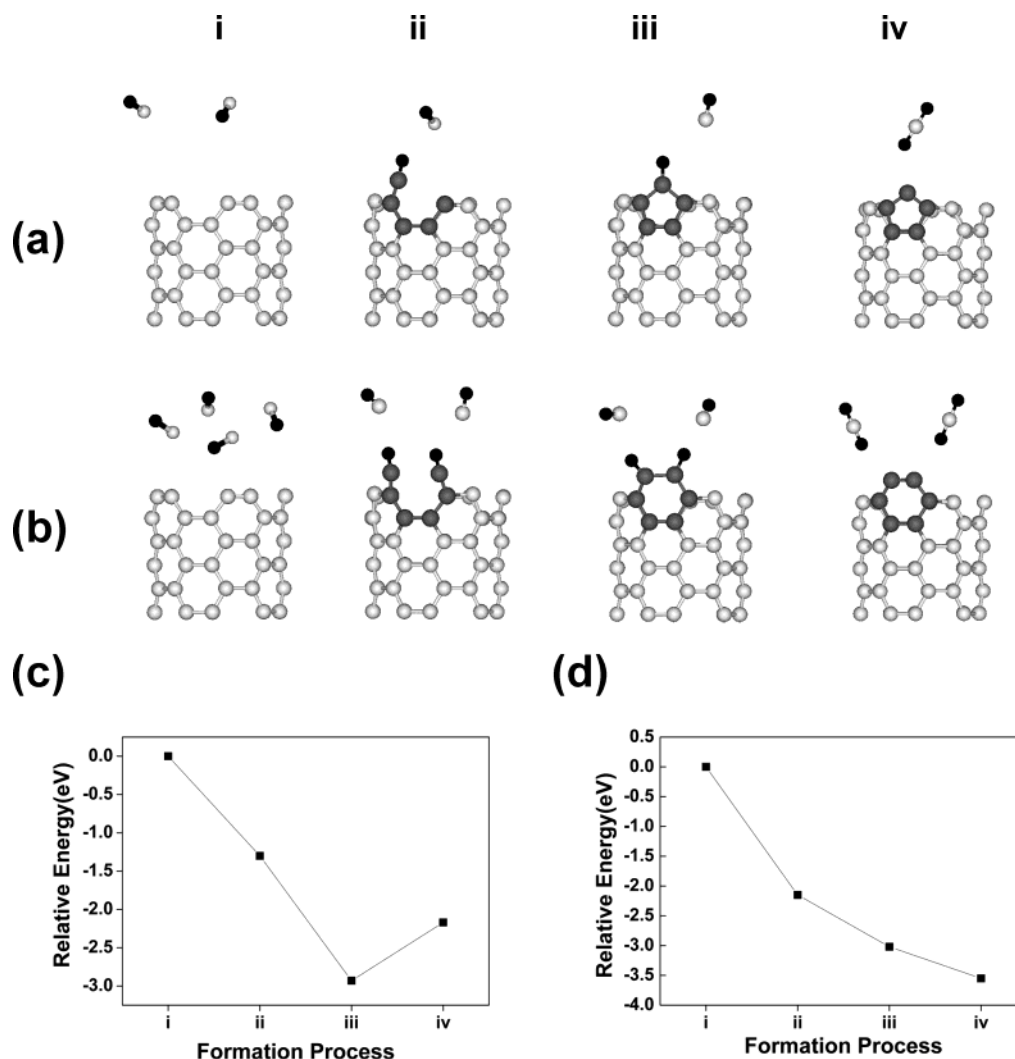 i ii iii iv
(a)
(b)
(c) (d)
0.0
-0.5
-1.0
-1.5
-2.0
-2.5
-3.0
Relative Energy(eV)
i ii iii iv
Formation Process
0.5
0.0
-0.5
-1.0
-1.5
-2.0
-2.5
-3.0
-3.5
-4.0
Relative Energy(eV)
i ii iii iv
Formation Process